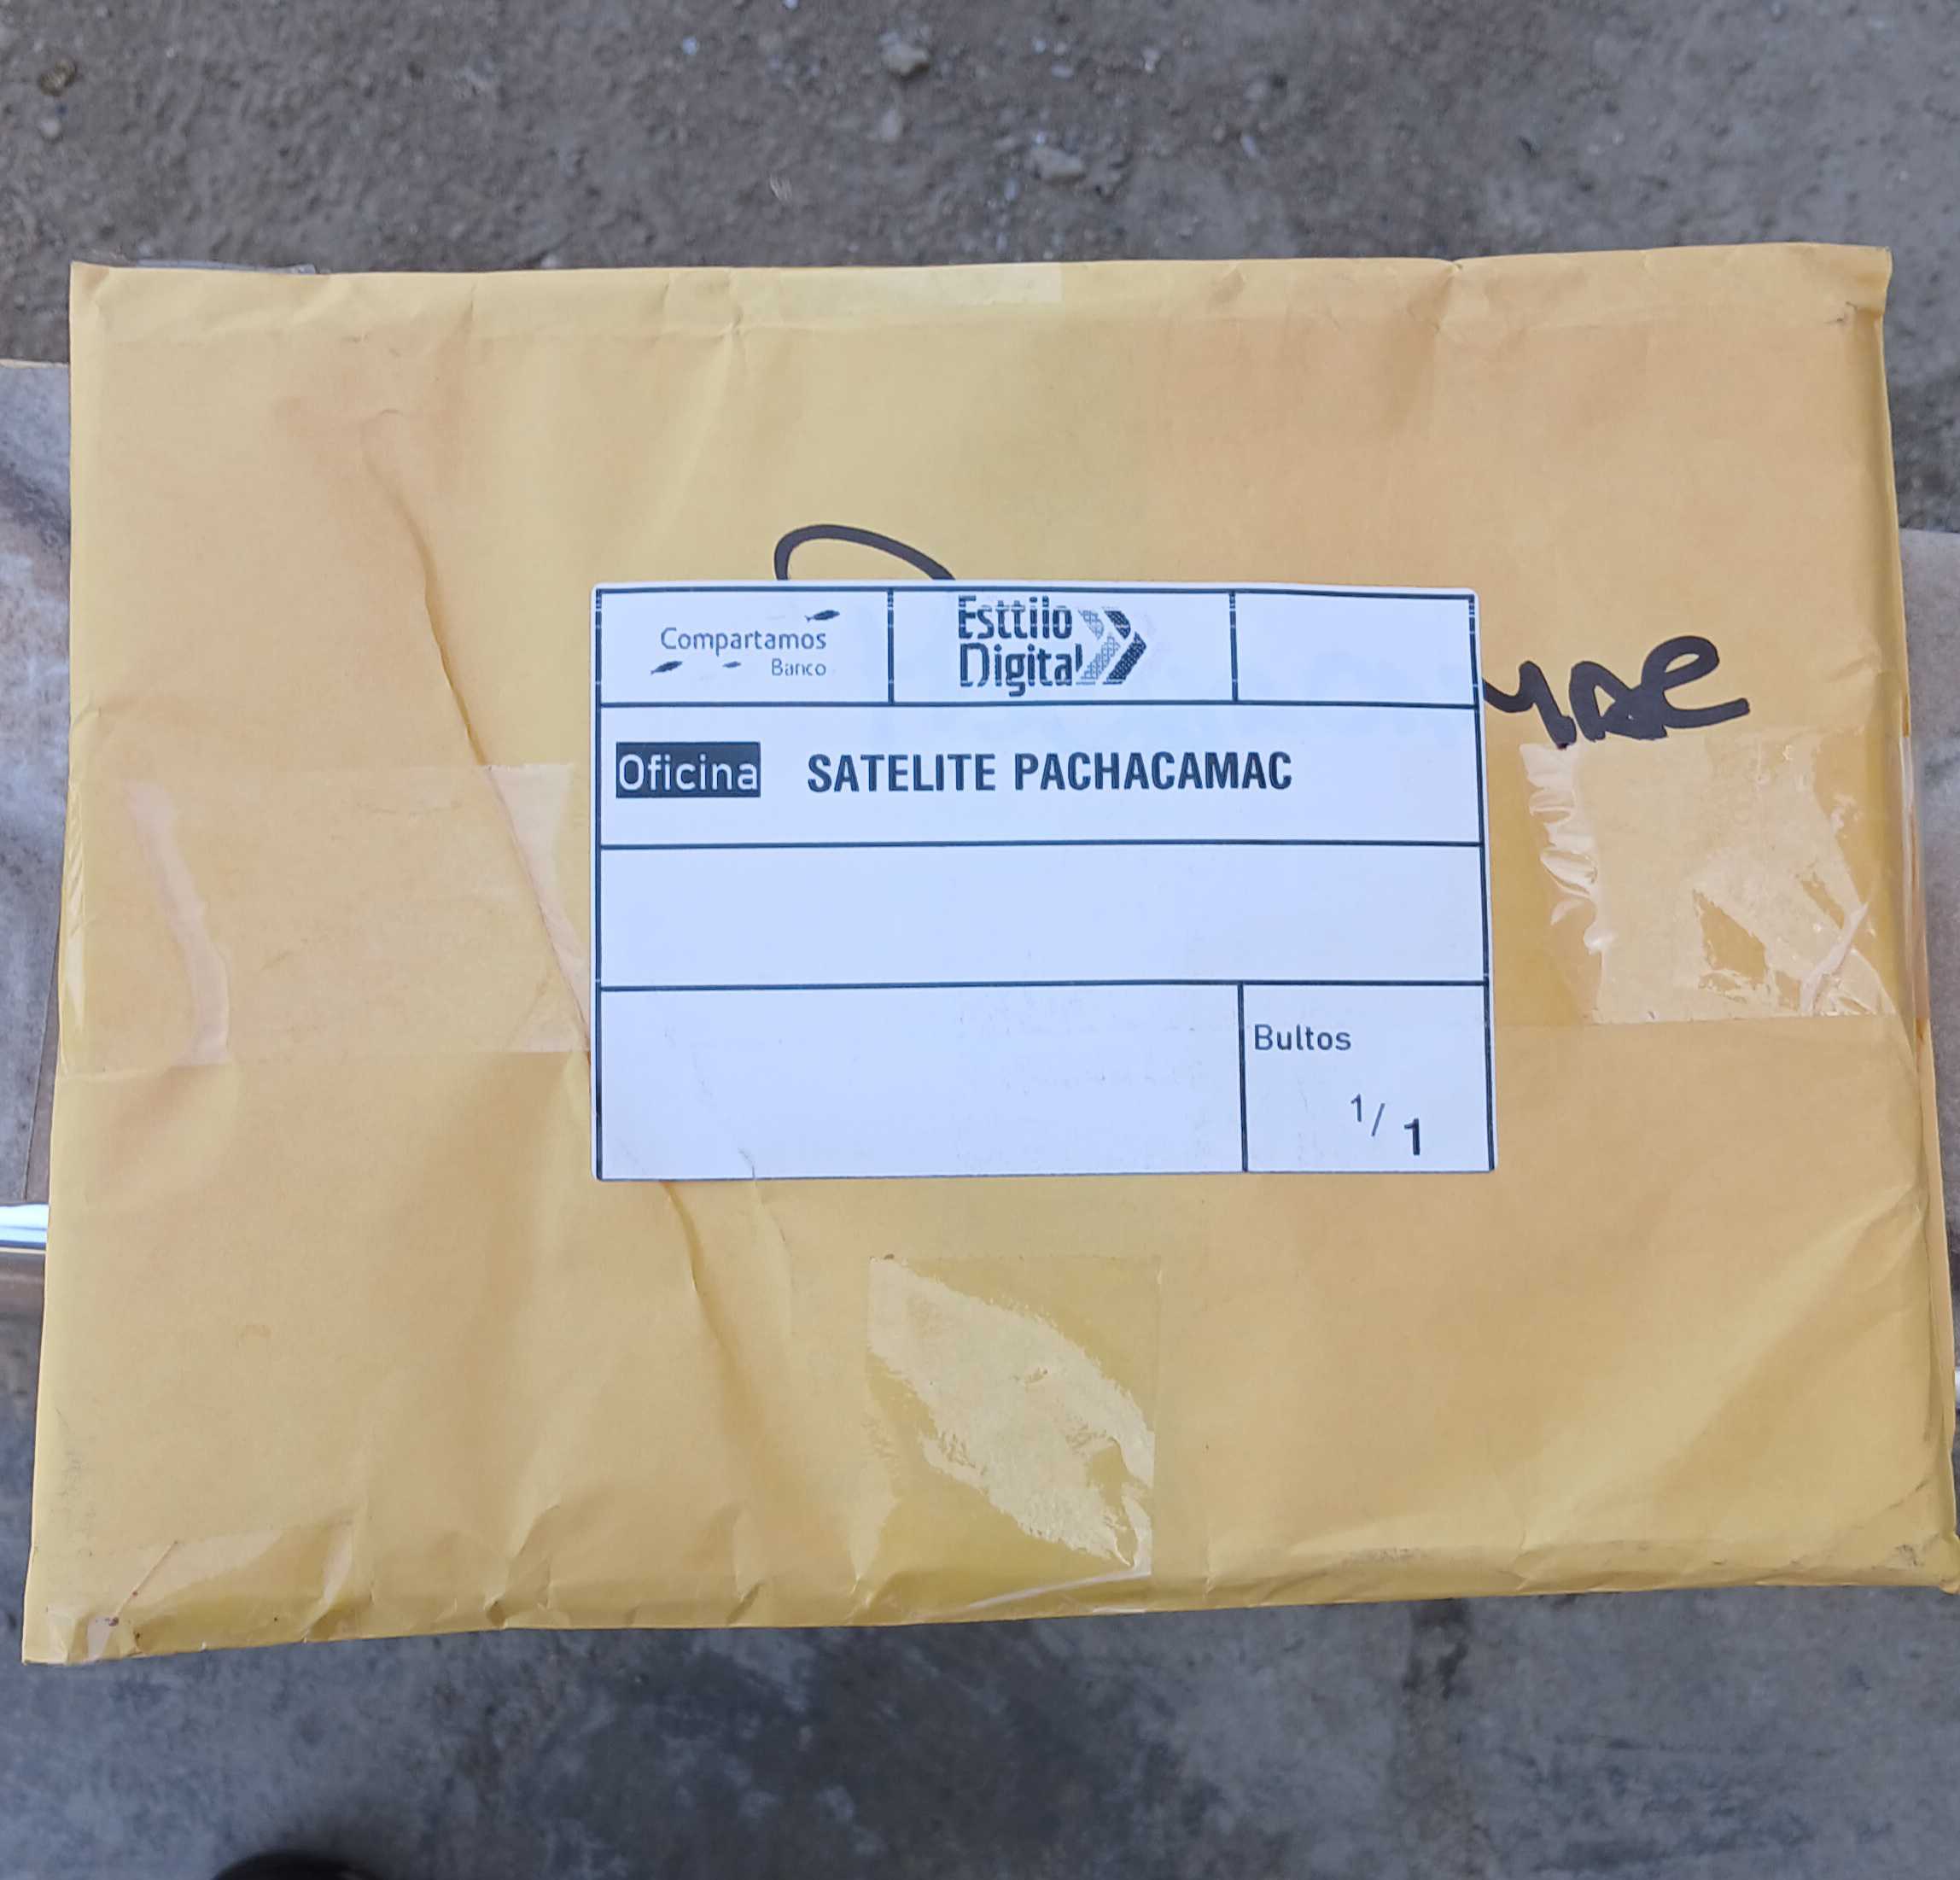 Compartamos
Banco
Esttilo
Digital
Oficina SATELITE PACHACAMAC
Bultos
1/1